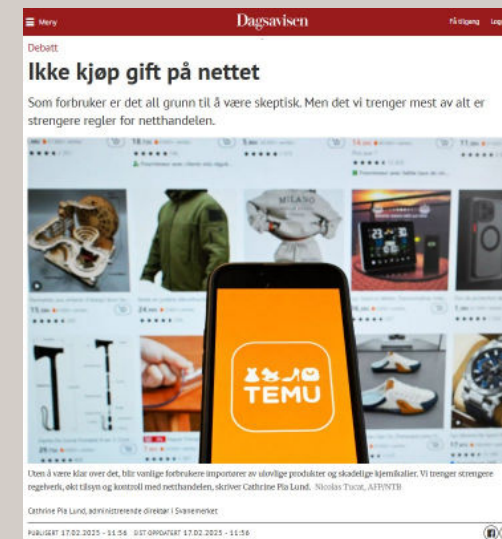 Meny
Dagsavisen
Få tilgang
Debatt
Ikke kjøp gift på nettet
Som forbruker er det all grunn til å være skeptisk. Men det vi trenger mest av alt er
strengere regler for netthandelen.
MILANO
TEMU
Uten å være klar over det, blir vanlige forbrukere importører av ulovlige produkter og skadelige kjemikalier. Vi trenger strengere
regelverk, økt tilsyn og kontroll med netthandelen, skriver Cathrine Pia Lund. Nicolas Tucat, AFP/NTB
Cathrine Pia Lund, administrerende direktør i Svanemerket
PUBLISERT 17.02.2025 - 11:56 SIST OPPDATERT 17.02.2025 - 11:56